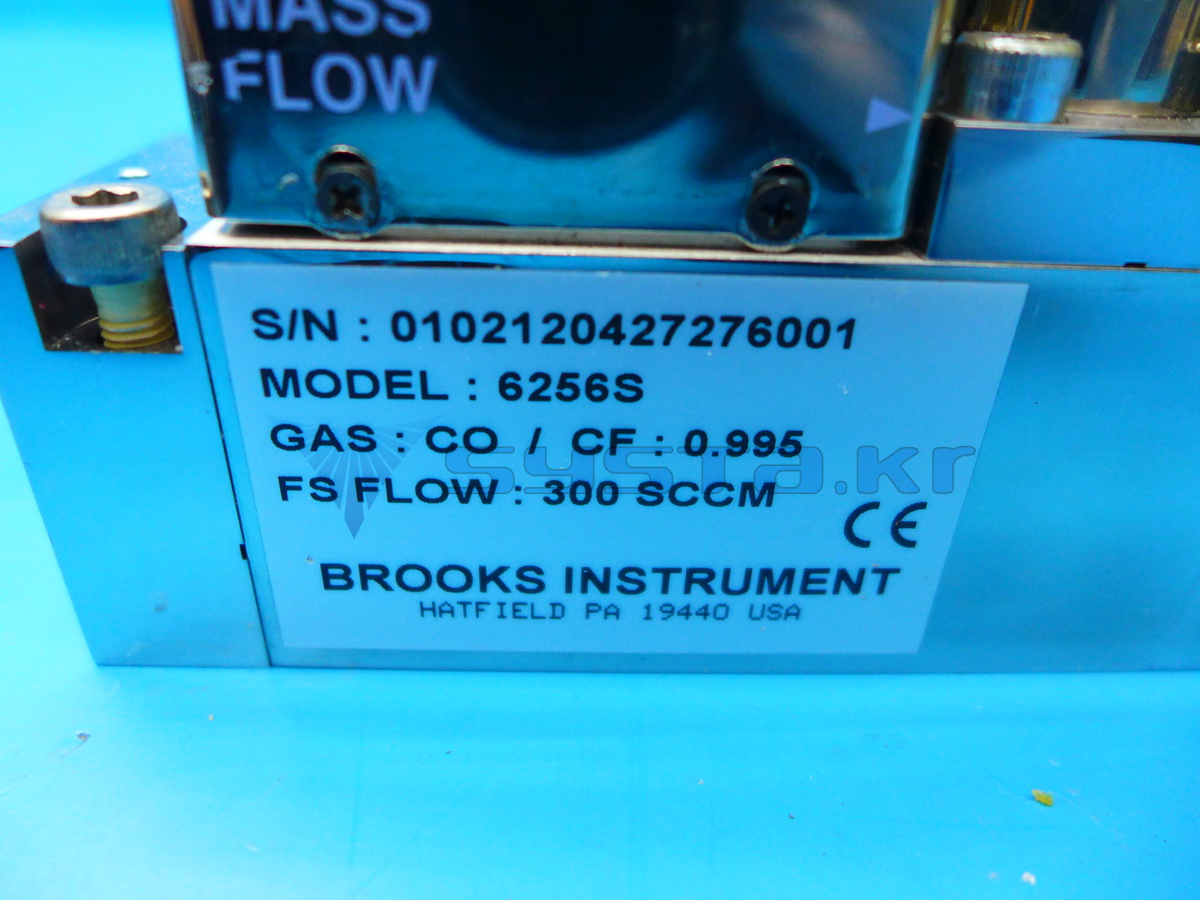 MASS
FLOW
S/N : 0102120427276001
MODEL : 6256S
GAS : CO / CF : 0.995
systa.kr
FS FLOW : 300 SCCM
CE
BROOKS INSTRUMENT
HATFIELD PA 19440 USA